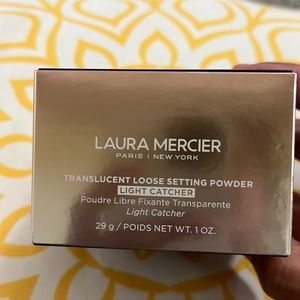 LAURA MERCIER
PARIS | NEW YORK
TRANSLUCENT LOOSE SETTING POWDER
LIGHT CATCHER
Poudre Libre Fixante Transparente
Light Catcher
29 g / POIDS NET WT. 1 OZ.